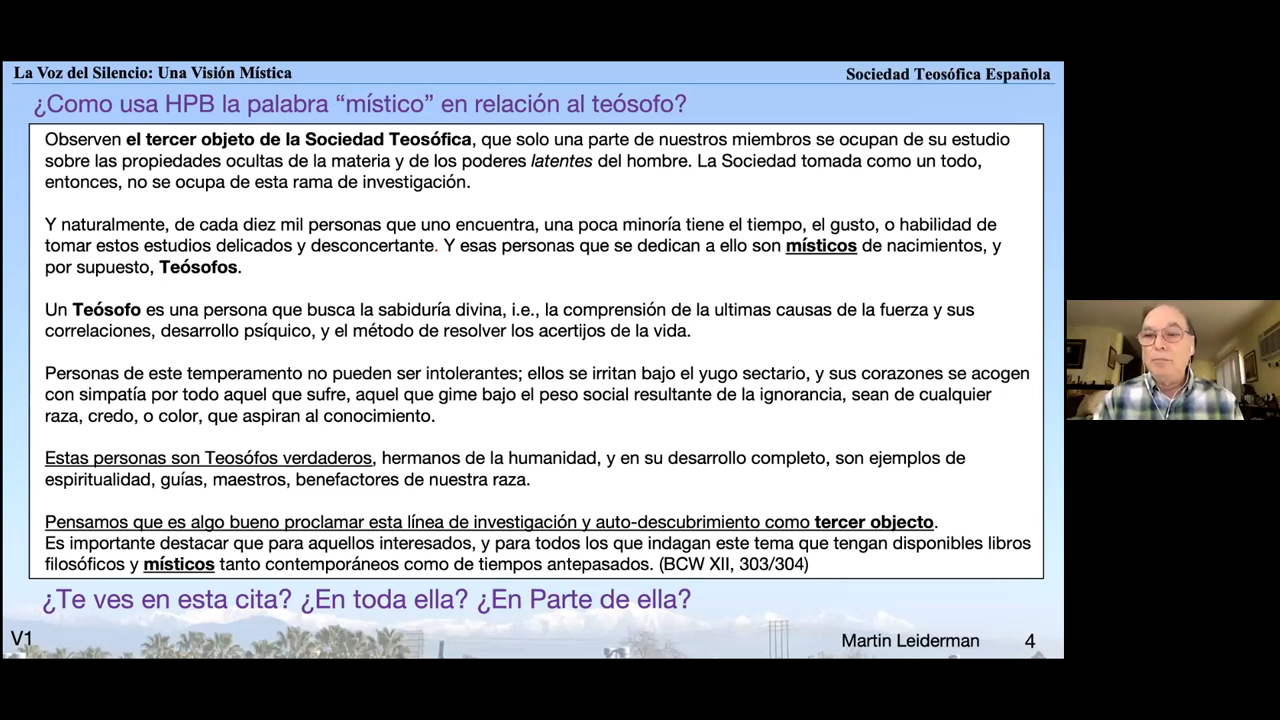 La Voz del Silencio: Una Visión Mística
Sociedad Teosófica Española
¿Como usa HPB la palabra “místico” en relación al teósofo?
Observen el tercer objeto de la Sociedad Teosófica, que solo una parte de nuestros miembros se ocupan de su estudio
sobre las propiedades ocultas de la materia y de los poderes latentes del hombre. La Sociedad tomada como un todo,
entonces, no se ocupa de esta rama de investigación.
Y naturalmente, de cada diez mil personas que uno encuentra, una poca minoría tiene el tiempo, el gusto, o habilidad de
tomar estos estudios delicados y desconcertante. Y esas personas que se dedican a ello son místicos de nacimientos, y
por supuesto, Teósofos.
Un Teósofo es una persona que busca la sabiduría divina, i.e., la comprensión de la ultimas causas de la fuerza y sus
correlaciones, desarrollo psíquico, y el método de resolver los acertijos de la vida.
Personas de este temperamento no pueden ser intolerantes; ellos se irritan bajo el yugo sectario, y sus corazones se acogen
con simpatía por todo aquel que sufre, aquel que gime bajo el peso social resultante de la ignorancia, sean de cualquier
raza, credo, o color, que aspiran al conocimiento.
Estas personas son Teosófos verdaderos, hermanos de la humanidad, y en su desarrollo completo, son ejemplos de
espiritualidad, guías, maestros, benefactores de nuestra raza.
Pensamos que es algo bueno proclamar esta línea de investigación y auto-descubrimiento como tercer objecto.
Es importante destacar que para aquellos interesados, y para todos los que indagan este tema que tengan disponibles libros
filosóficos y místicos tanto contemporáneos como de tiempos antepasados. (BCW XII, 303/304)
¿Te ves en esta cita? ¿En toda ella? ¿En Parte de ella?
V1
Martin Leiderman
4